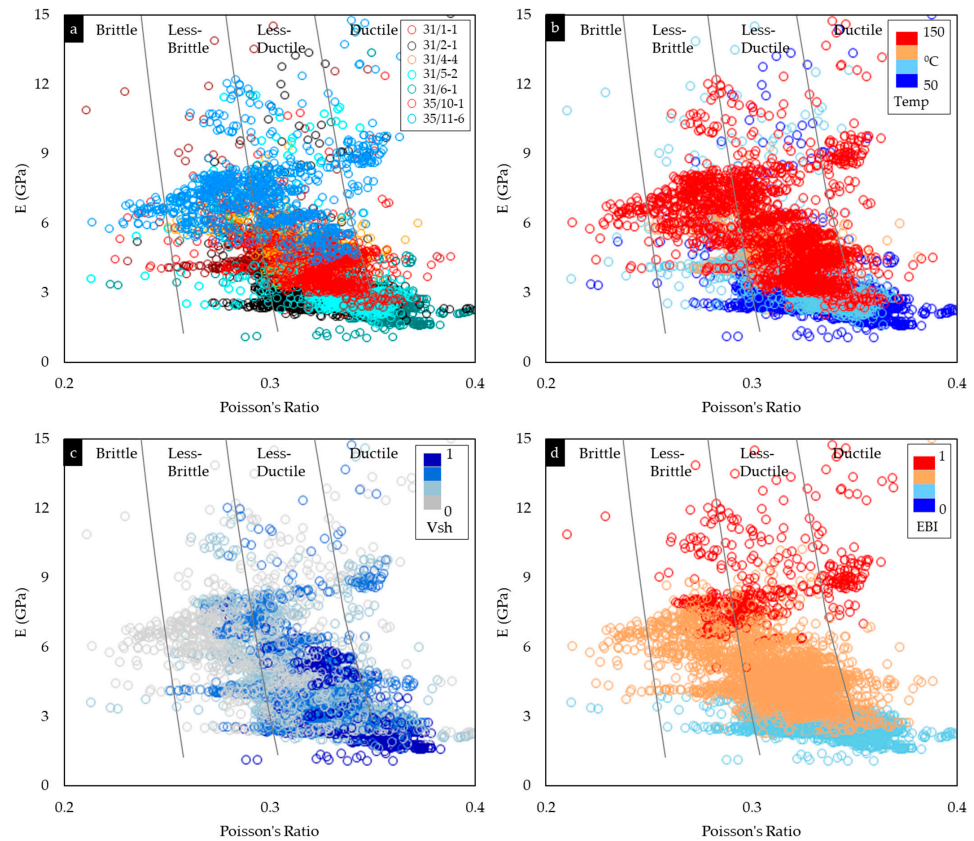 a
Brittle
Less-
Brittle
Less-
Ductile
Ductile
31/1-1
31/2-1
31/4-4
31/5-2
31/6-1
35/10-1
35/11-6
15
12
9
6
3
0
E (GPa)
0.2
0.3
0.4
Poisson's Ratio
b
Brittle
Less-
Brittle
Less-
Ductile
Ductile
150
⁰C
50
Temp
15
12
9
6
3
0
E (GPa)
0.2
0.3
0.4
Poisson's Ratio
c
Brittle
Less-
Brittle
Less-
Ductile
Ductile
1
0
Vsh
15
12
9
6
3
0
E (GPa)
0.2
0.3
0.4
Poisson's Ratio
d
Brittle
Less-
Brittle
Less-
Ductile
Ductile
1
0
EBI
15
12
9
6
3
0
E (GPa)
0.2
0.3
0.4
Poisson's Ratio